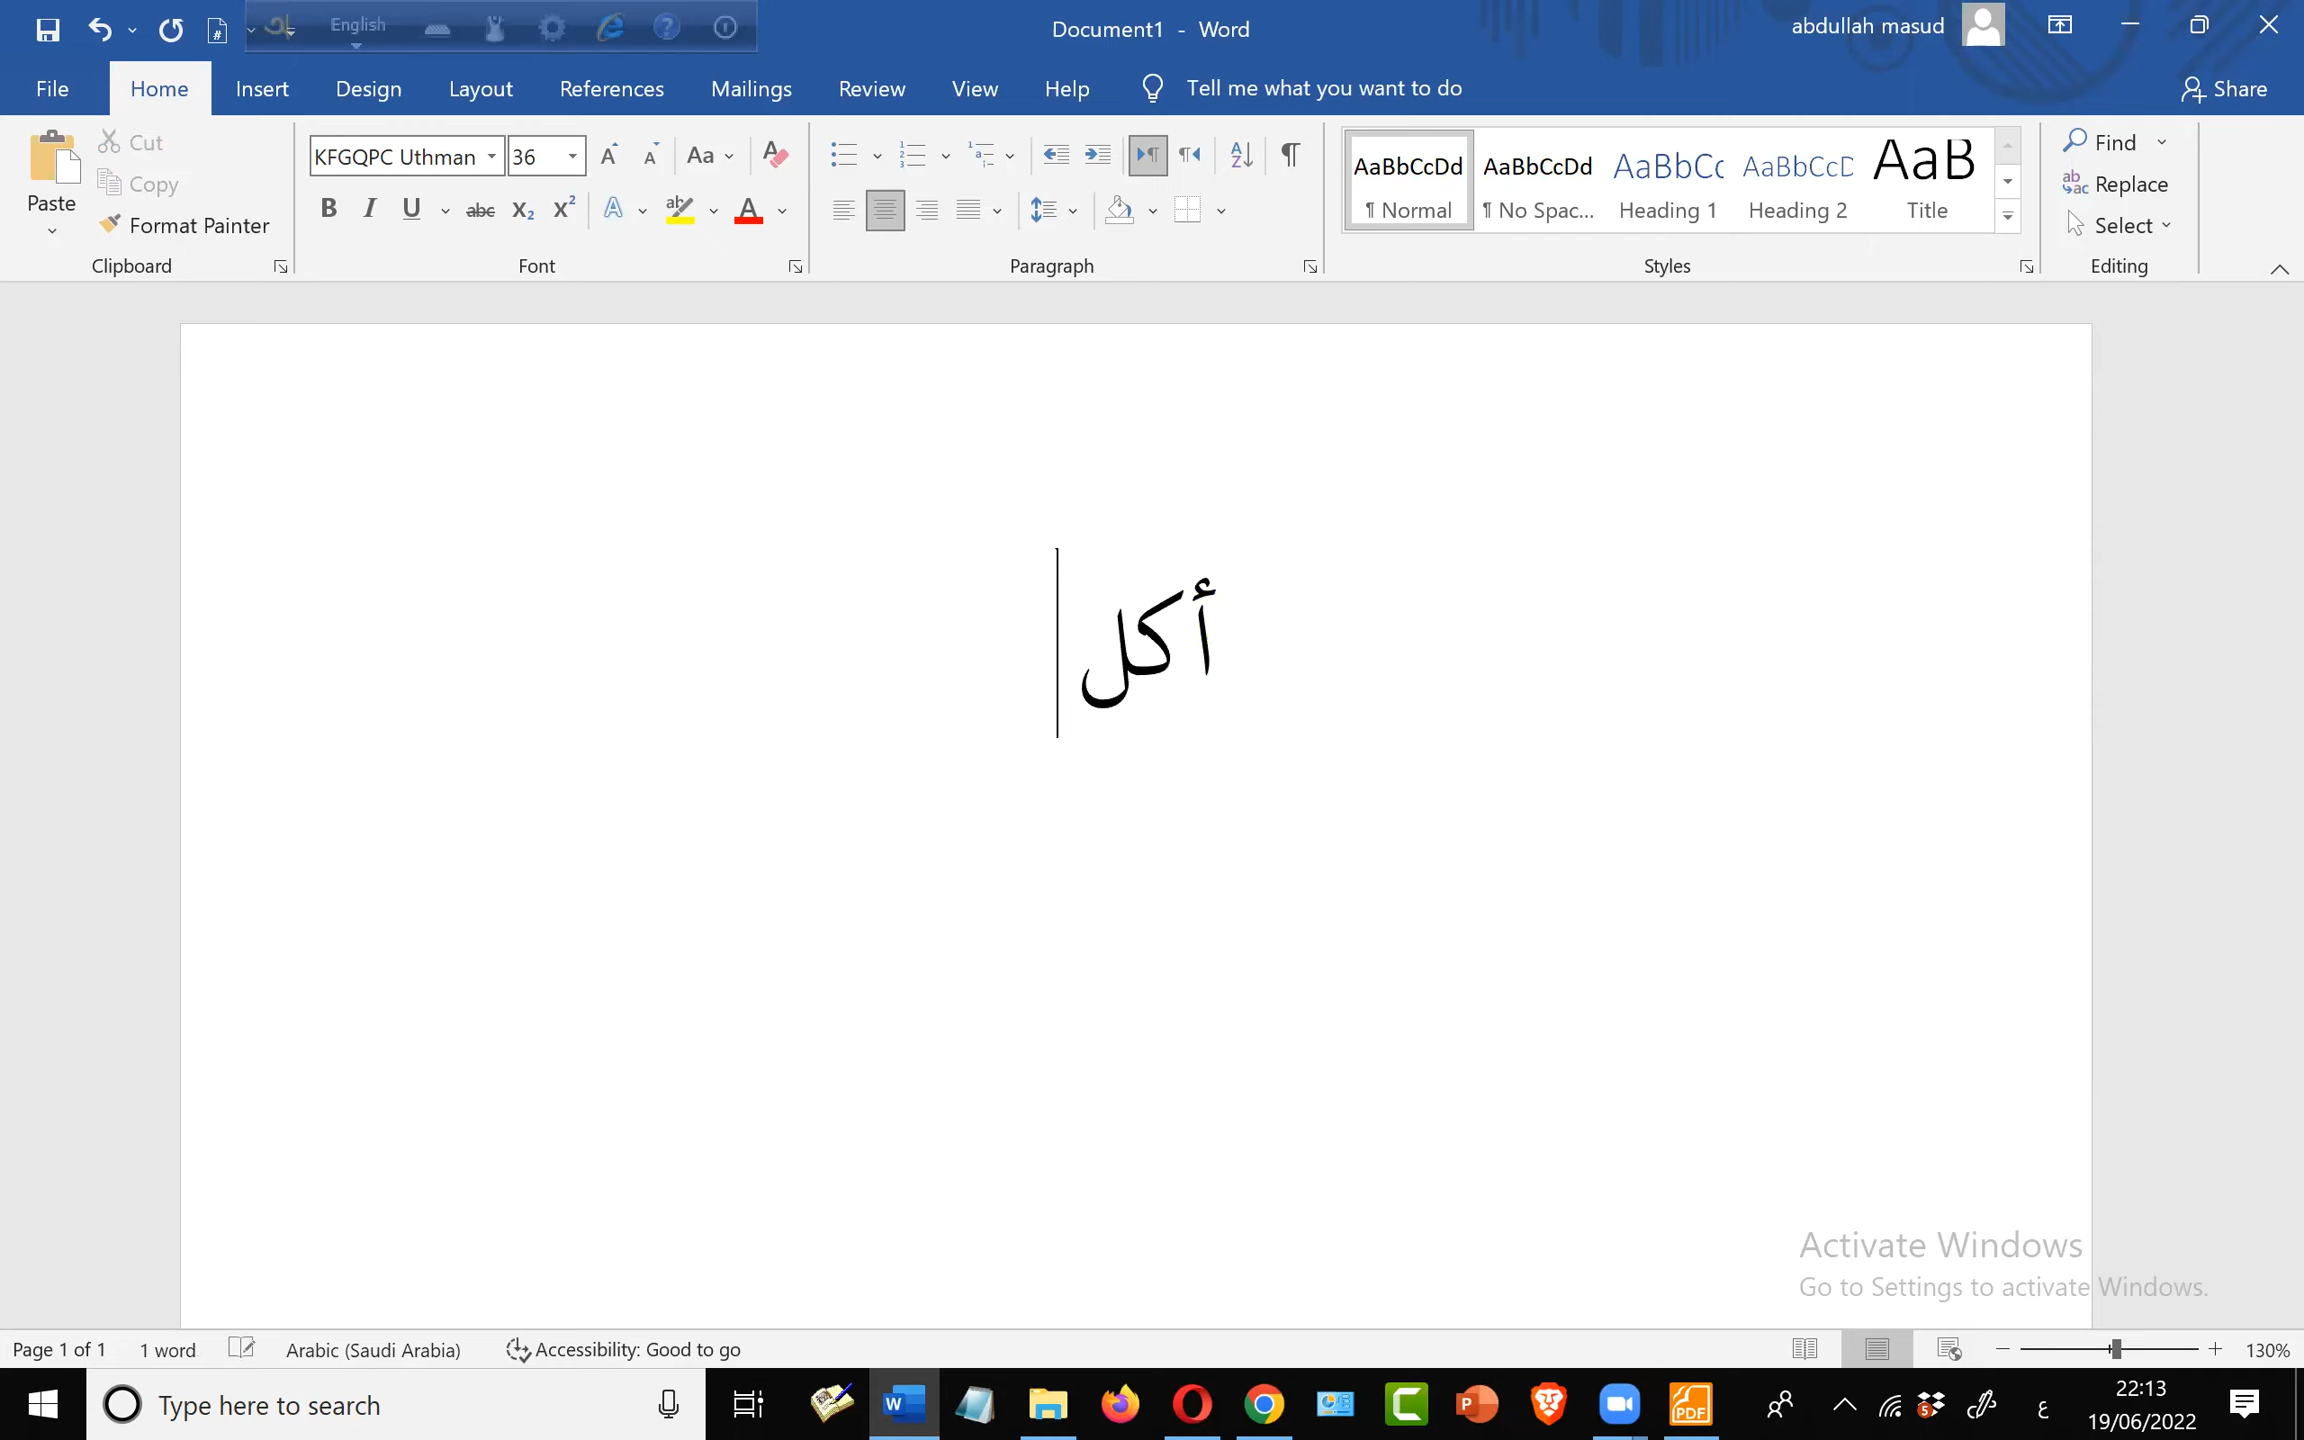 English
Document1 - Word
abdullah masud
File Home Insert Design Layout References Mailings Review View Help Tell me what you want to do Share
Paste
Cut
Copy
Format Painter
Clipboard
KFGQPC Uthman 36
Font
Paragraph
AaBbCcDd AaBbCcDd AaBbCc AaBbCcD AaB
¶ Normal ¶ No Spac... Heading 1 Heading 2 Title
Styles
Find
Replace
Select
Editing
أكل
Activate Windows
Go to Settings to activate Windows.
Page 1 of 1 1 word Arabic (Saudi Arabia) Accessibility: Good to go 130%
Type here to search
ع
22:13
19/06/2022